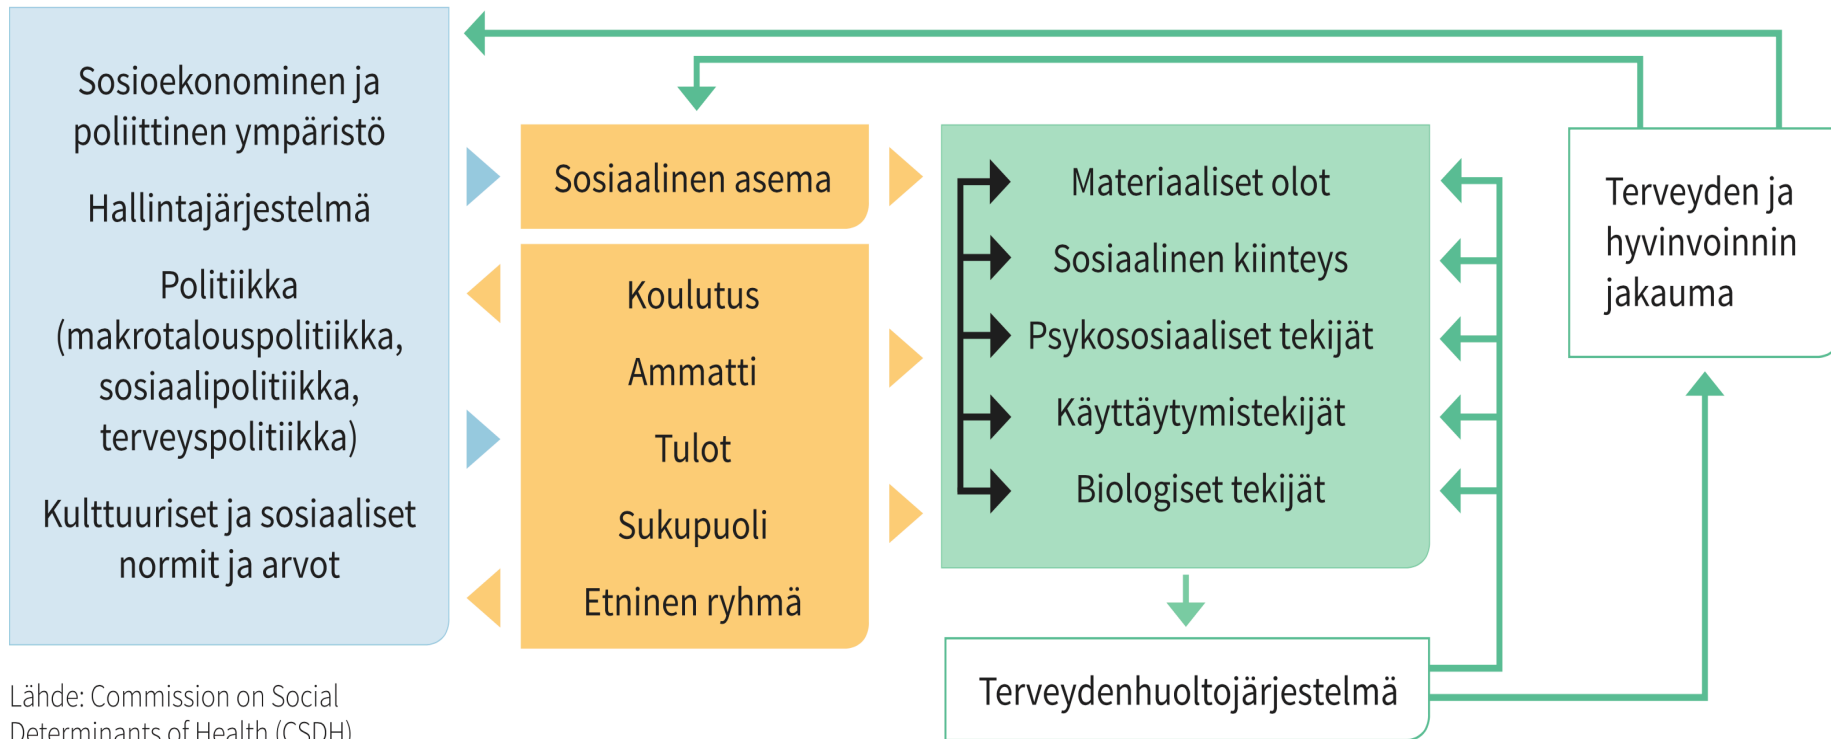 Sosioekonominen ja
poliittinen ympäristö
Hallintajärjestelmä
Politiikka
(makrotalouspolitiikka,
sosiaalipolitiikka,
terveyspolitiikka)
Kulttuuriset ja sosiaaliset
normit ja arvot
Sosiaalinen asema
Koulutus
Ammatti
Tulot
Sukupuoli
Etninen ryhmä
Materiaaliset olot
Sosiaalinen kiinteys
Psykososiaaliset tekijät
Käyttäytymistekijät
Biologiset tekijät
Terveydenhuoltojärjestelmä
Terveyden ja
hyvinvoinnin
jakauma
Lähde: Commission on Social
Determinants of Health (CSDH)